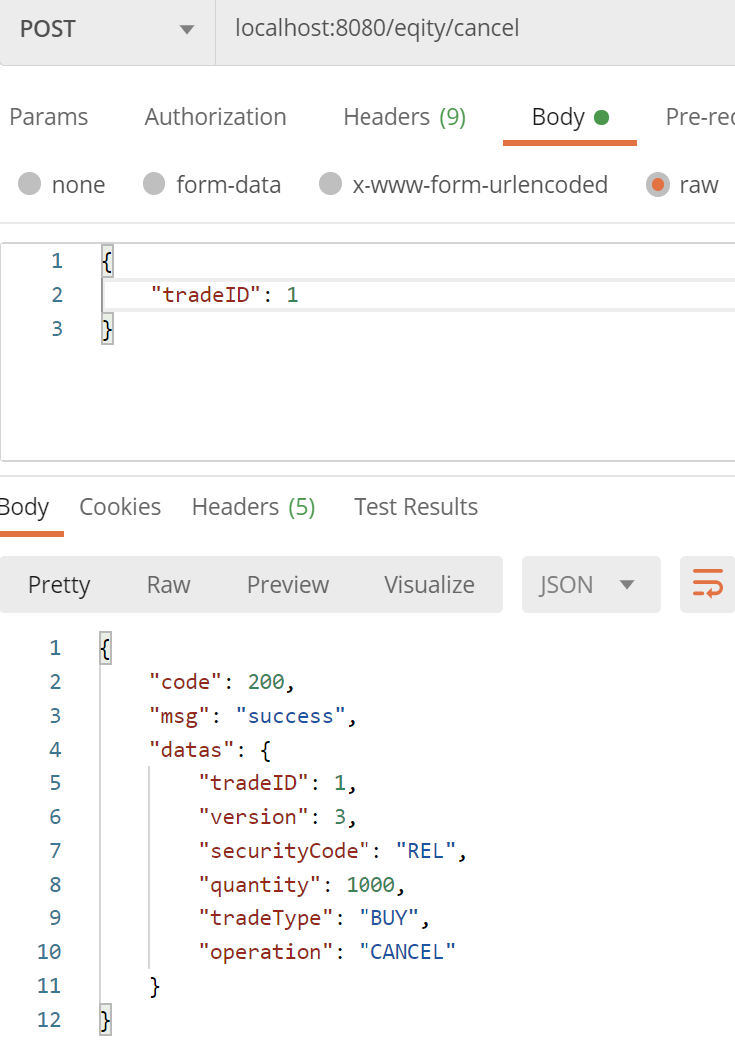 POST localhost:8080/eqity/cancel
Params Authorization Headers (9) Body Pre-req
none form-data x-www-form-urlencoded raw
1 {
2 "tradeID": 1
3 }
Body Cookies Headers (5) Test Results
Pretty Raw Preview Visualize JSON
1 {
2 "code": 200,
3 "msg": "success",
4 "datas": {
5 "tradeID": 1,
6 "version": 3,
7 "securityCode": "REL",
8 "quantity": 1000,
9 "tradeType": "BUY",
10 "operation": "CANCEL"
11 }
12 }